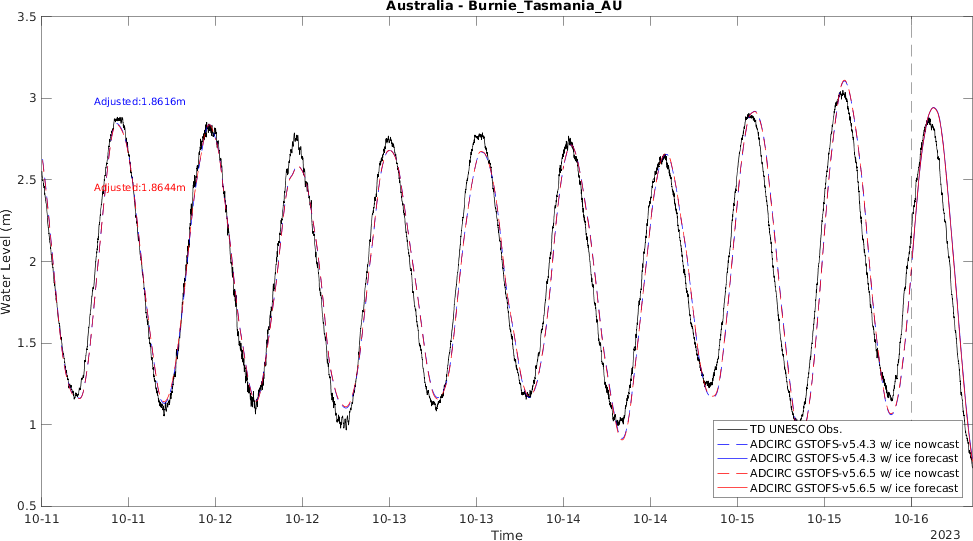 Australia - Burnie_Tasmania_AU
3.5
3
2.5
2
1.5
1
0.5
Water Level (m)
Adjusted:1.8616m
Adjusted:1.8644m
TD UNESCO Obs.
ADCIRC GSTOFS-v5.4.3 w/ ice nowcast
ADCIRC GSTOFS-v5.4.3 w/ ice forecast
ADCIRC GSTOFS-v5.6.5 w/ ice nowcast
ADCIRC GSTOFS-v5.6.5 w/ ice forecast
10-11 10-11 10-12 10-12 10-13 10-13 10-14 10-14 10-15 10-15 10-16
Time
2023